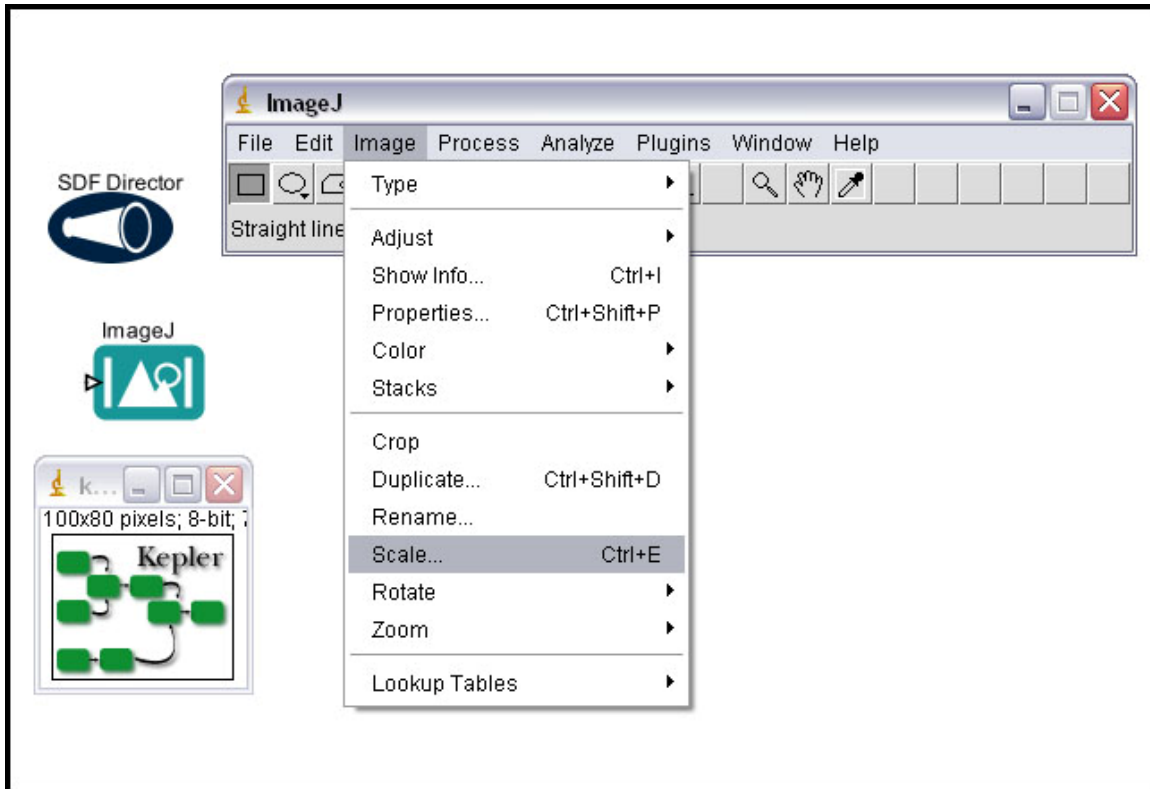 ImageJ
File Edit Image Process Analyze Plugins Window Help
SDF Director
Straight line
Type
Adjust
Show Info... Ctrl+I
Properties... Ctrl+Shift+P
Color
Stacks
Crop
Duplicate... Ctrl+Shift+D
Rename...
Scale... Ctrl+E
Rotate
Zoom
Lookup Tables
ImageJ
k...
100x80 pixels; 8-bit;
Kepler